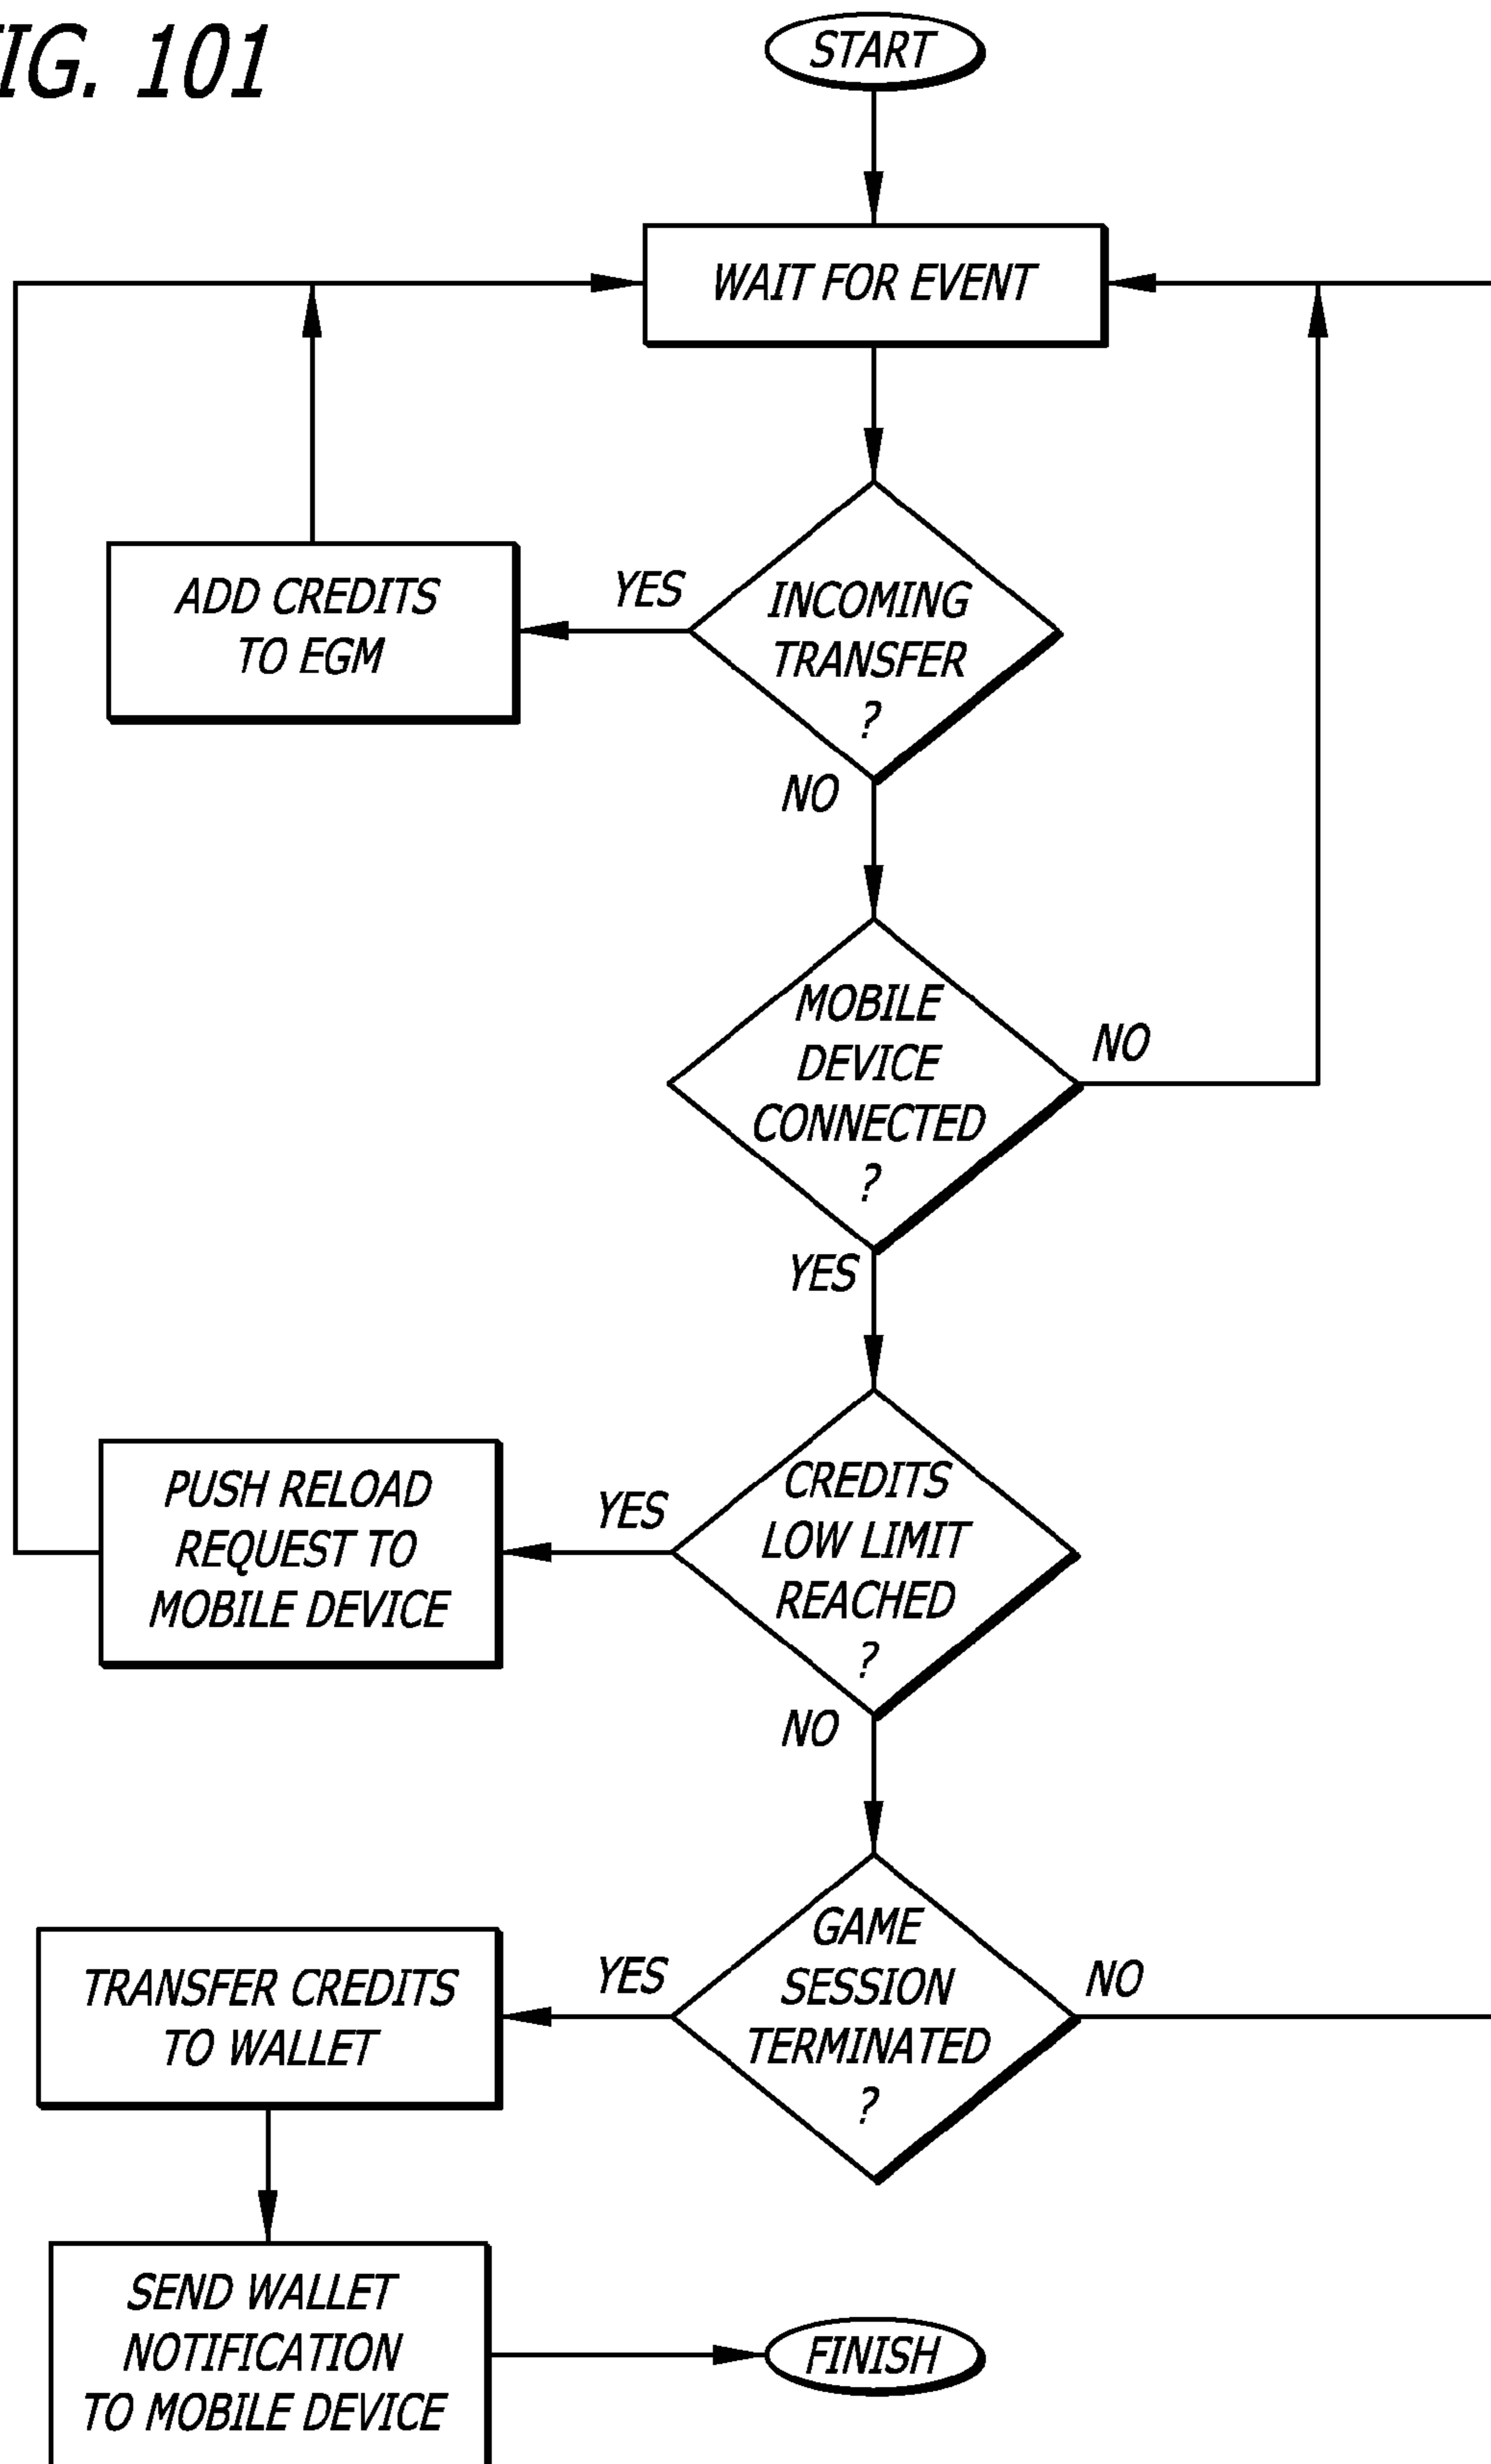 IG. 101
START
WAIT FOR EVENT
ADD CREDITS
TO EGM
YES
INCOMING
TRANSFER
?
NO
MOBILE
DEVICE
CONNECTED
?
NO
YES
PUSH RELOAD
REQUEST TO
MOBILE DEVICE
YES
CREDITS
LOW LIMIT
REACHED
?
NO
TRANSFER CREDITS
TO WALLET
YES
GAME
SESSION
TERMINATED
?
NO
SEND WALLET
NOTIFICATION
TO MOBILE DEVICE
FINISH